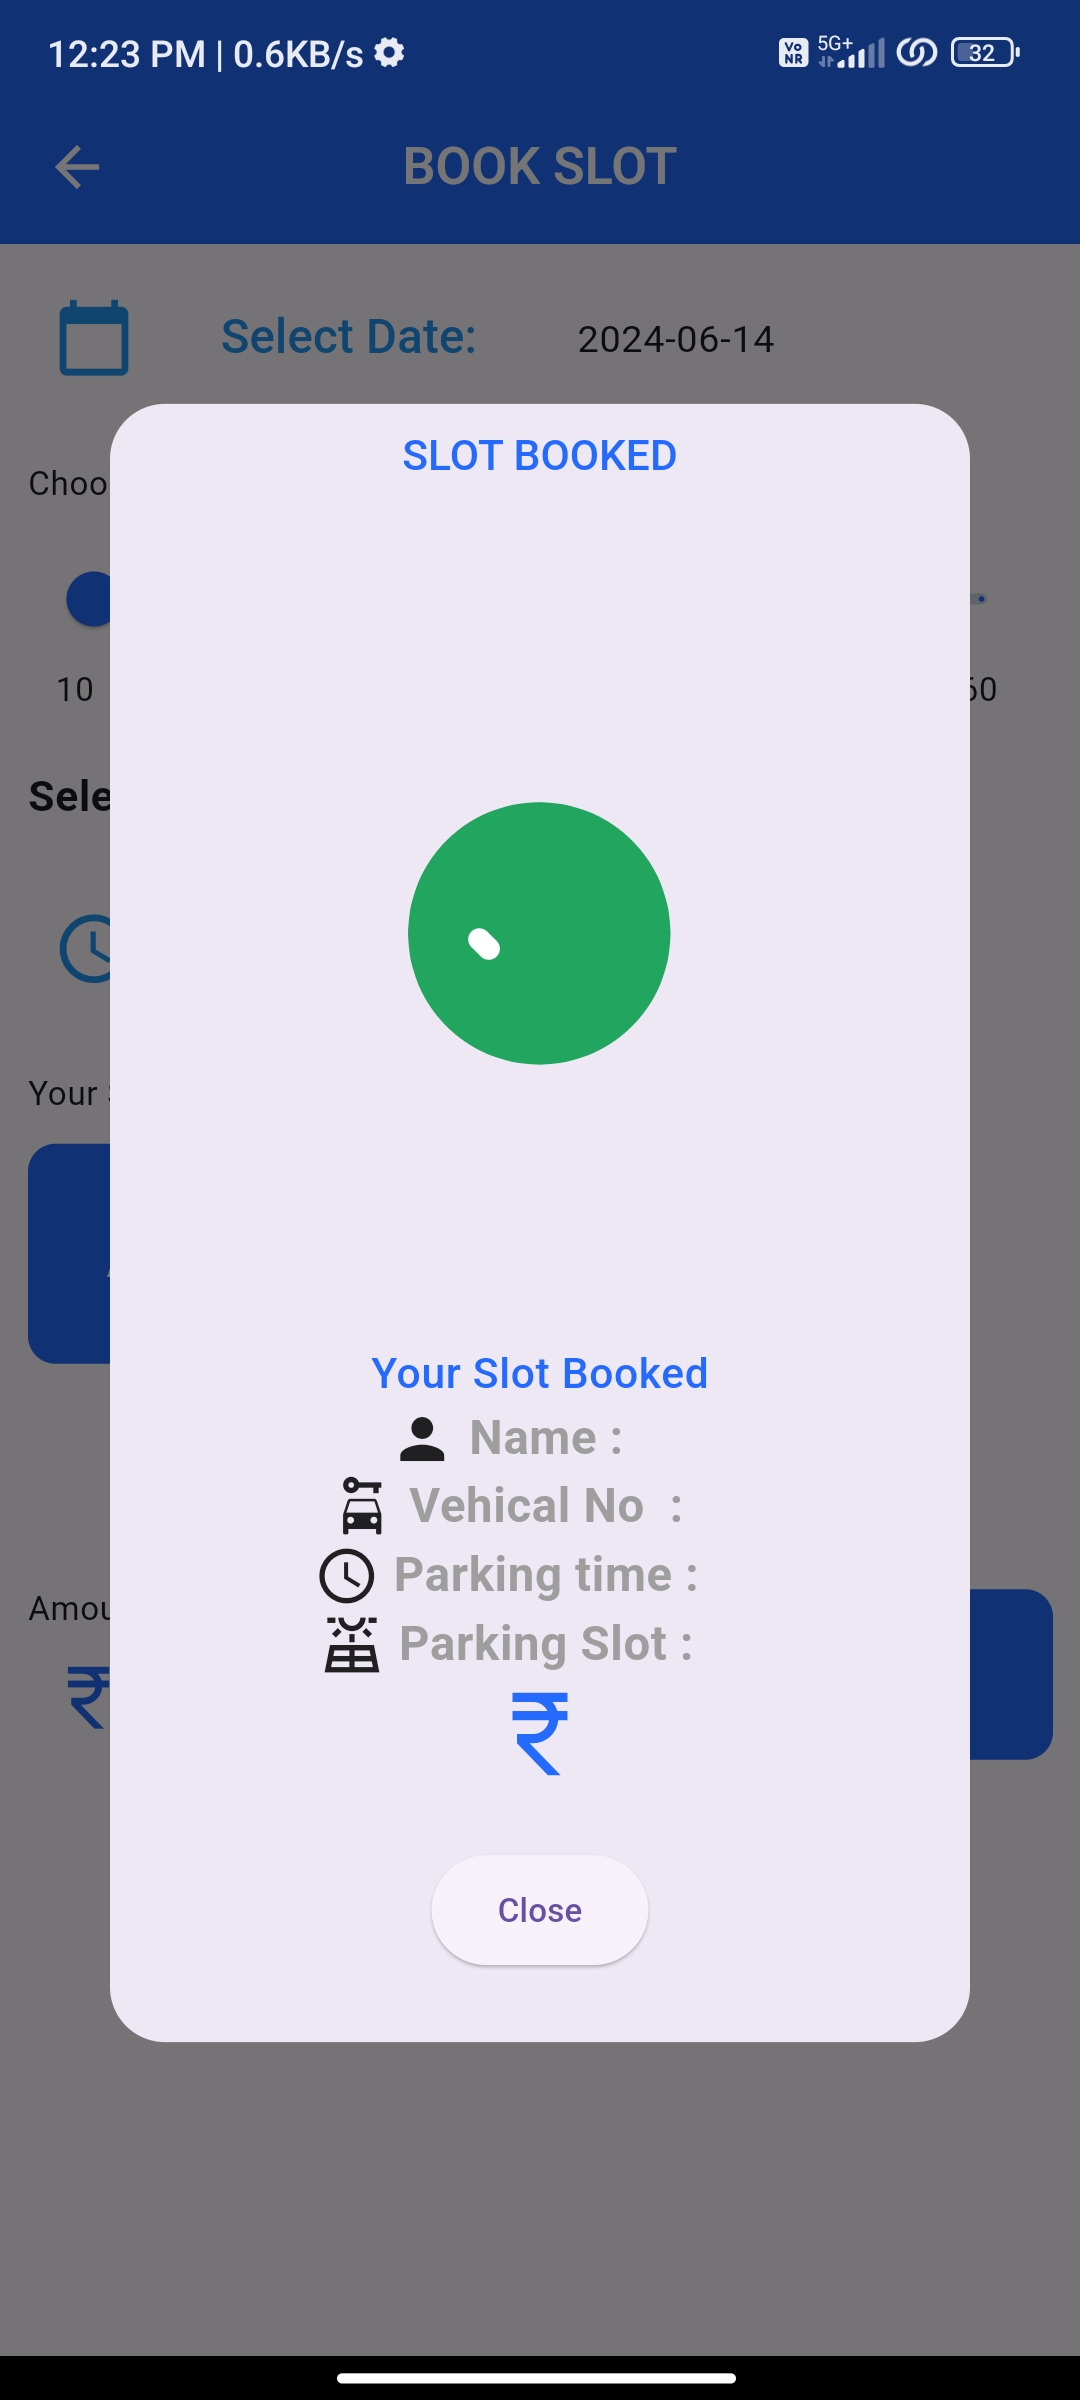 12:23 PM | 0.6KB/s
Vo NR 5G+ 32
BOOK SLOT
Select Date: 2024-06-14
SLOT BOOKED
Choo
10 60
Sele
Your
Your Slot Booked
Name :
Vehical No :
Parking time :
Parking Slot :
Amou
₹
₹
Close